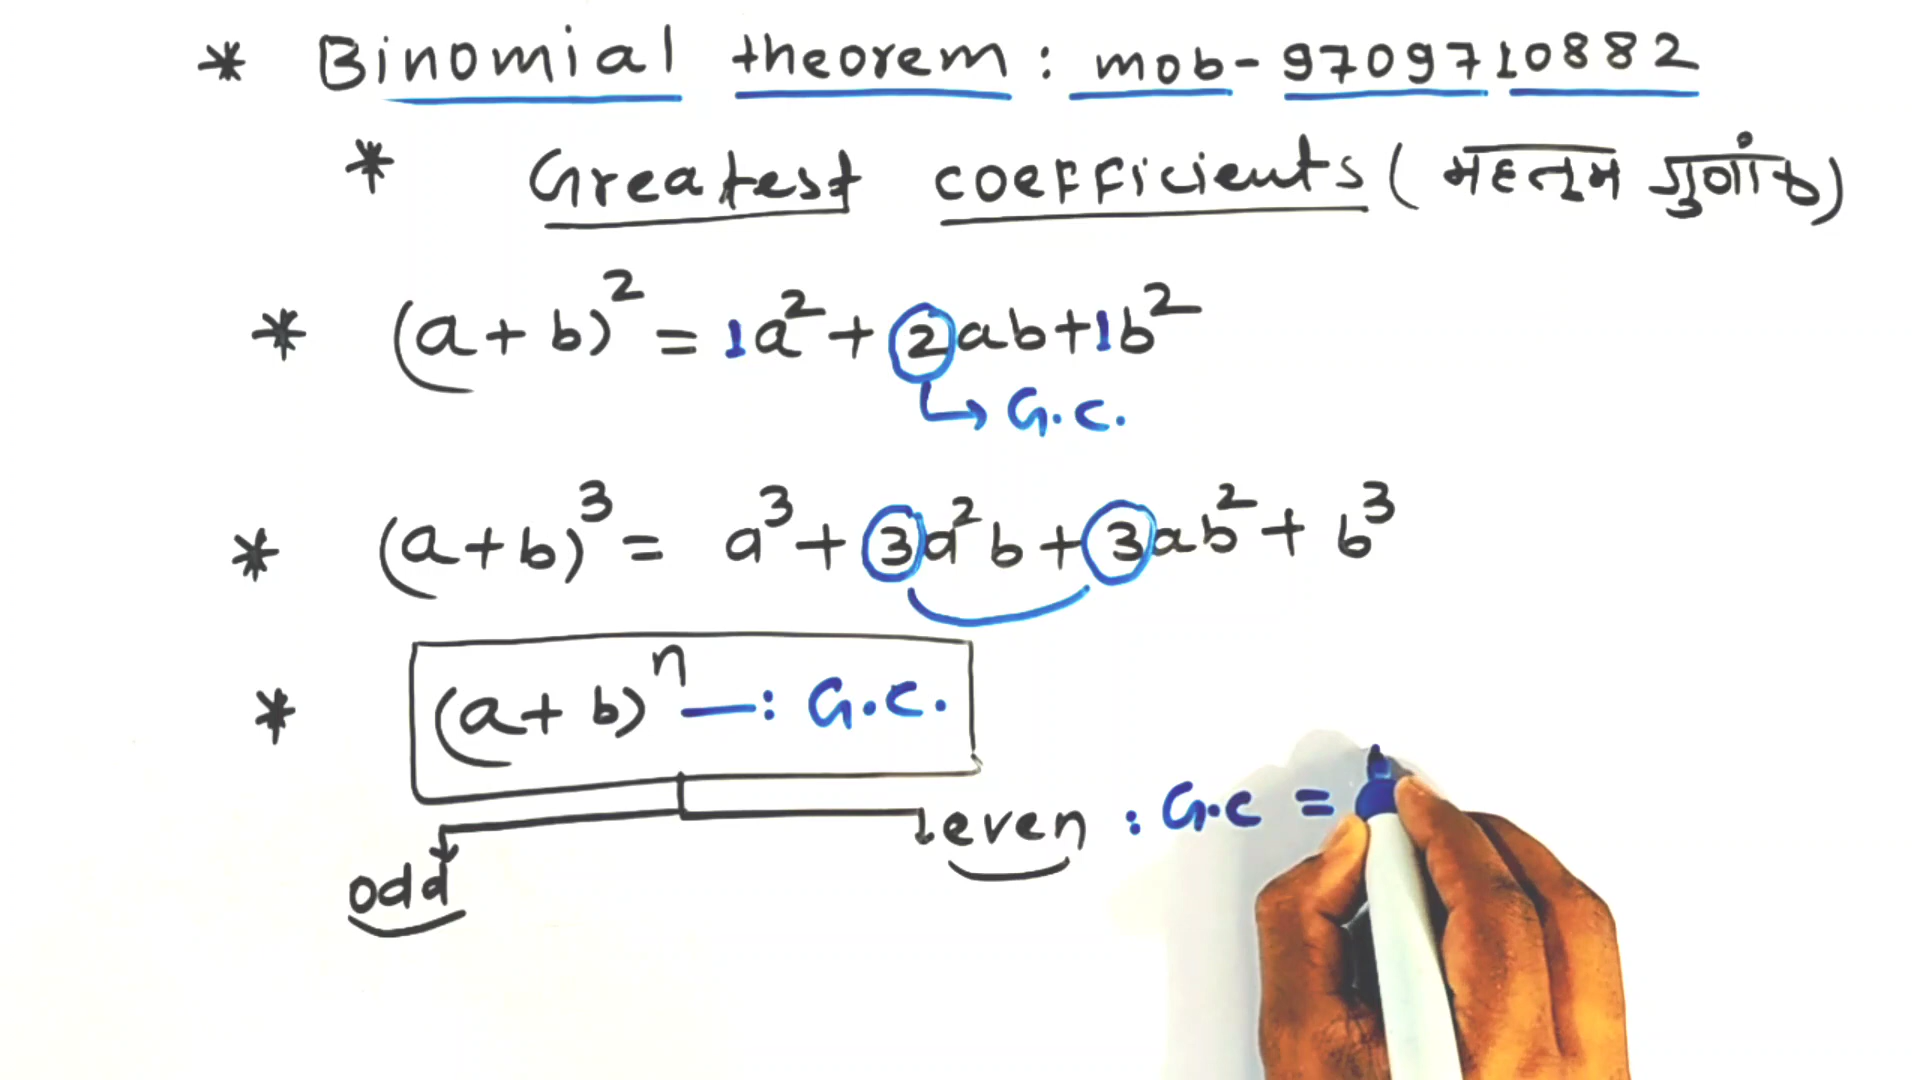 * Binomial theorem : mob- 9709710882
* Greatest coefficients (महत्तम गुणांक)
* (a + b)² = 1a² + 2ab + 1b²
↳ G.C.
* (a+b)³ = a³ + 3a²b + 3ab² + b³
* (a + b)ⁿ —: G.C.
even : G.C =
odd